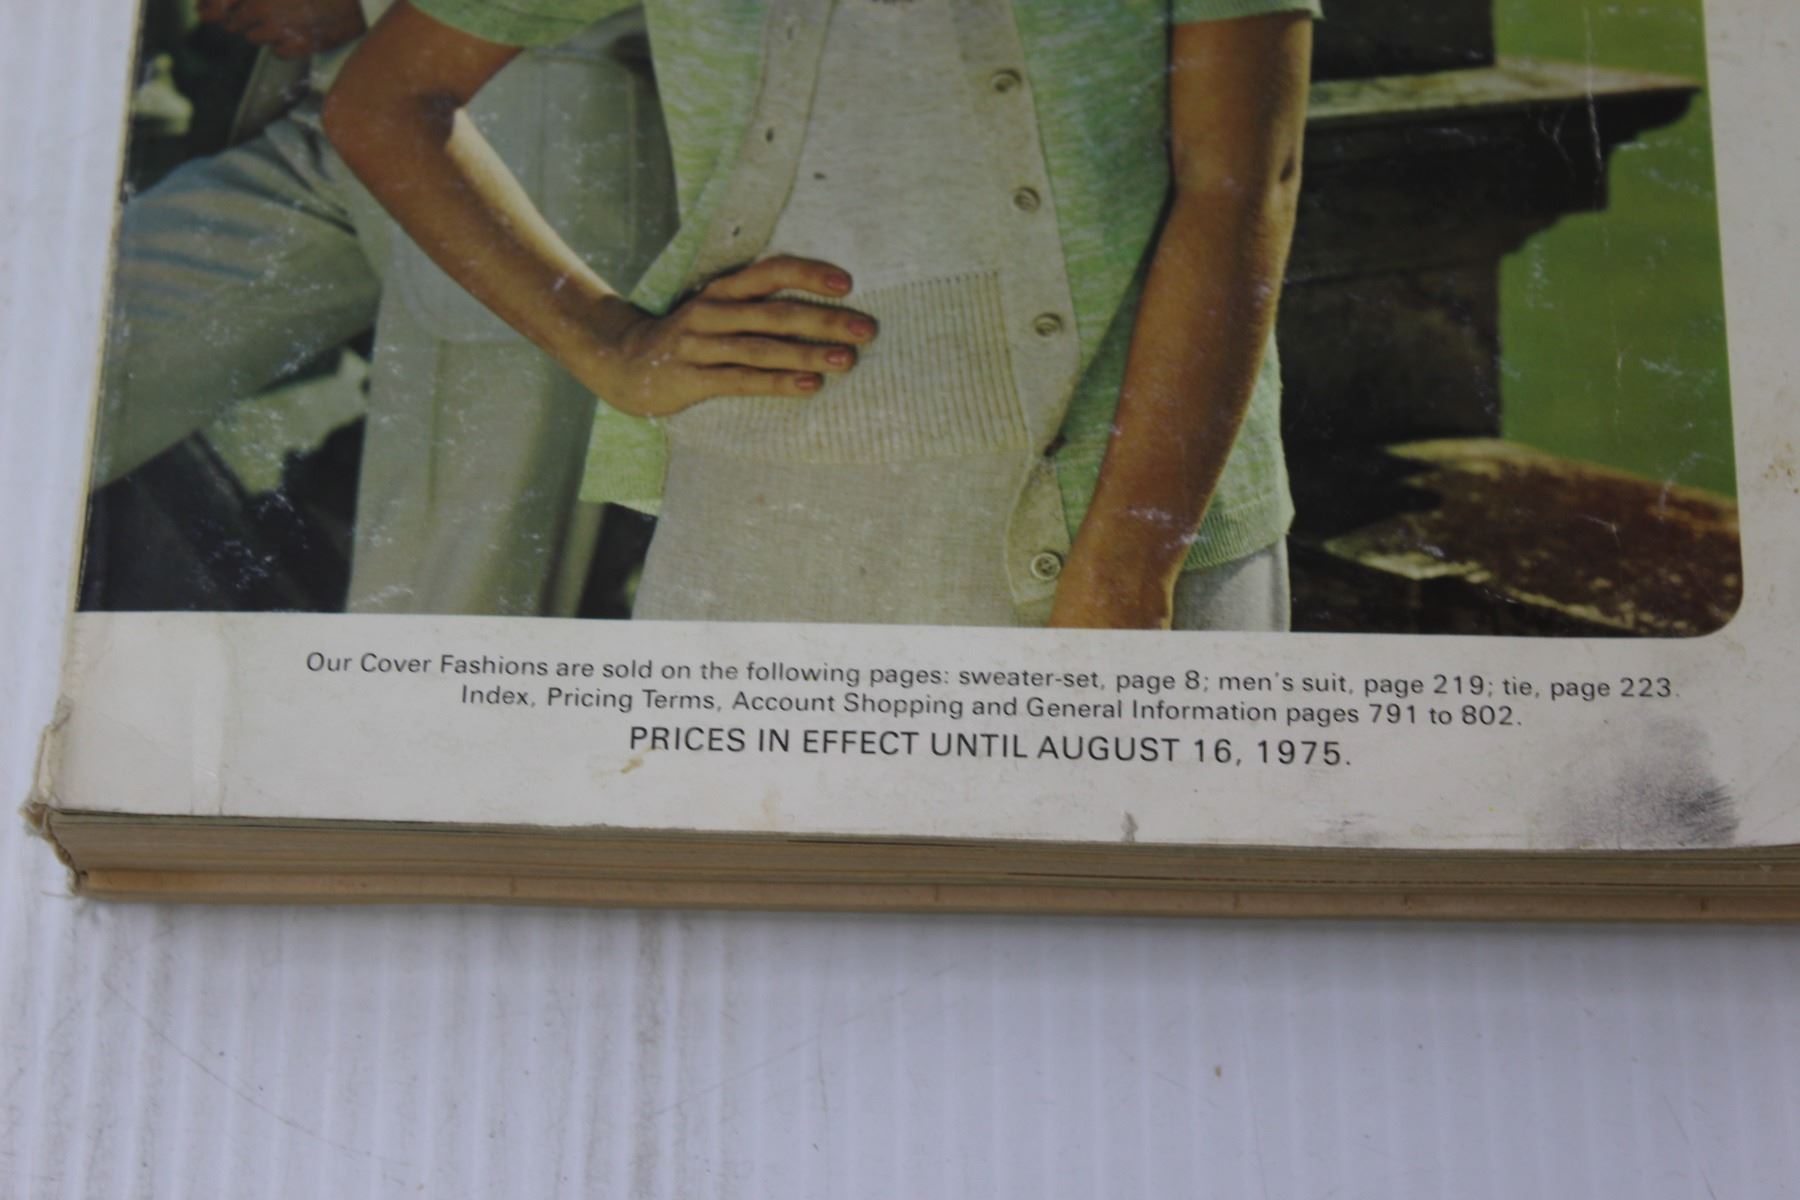 Our Cover Fashions are sold on the following pages: sweater-set, page 8; men's suit, page 219; tie, page 223.
Index, Pricing Terms, Account Shopping and General Information pages 791 to 802.
PRICES IN EFFECT UNTIL AUGUST 16, 1975.